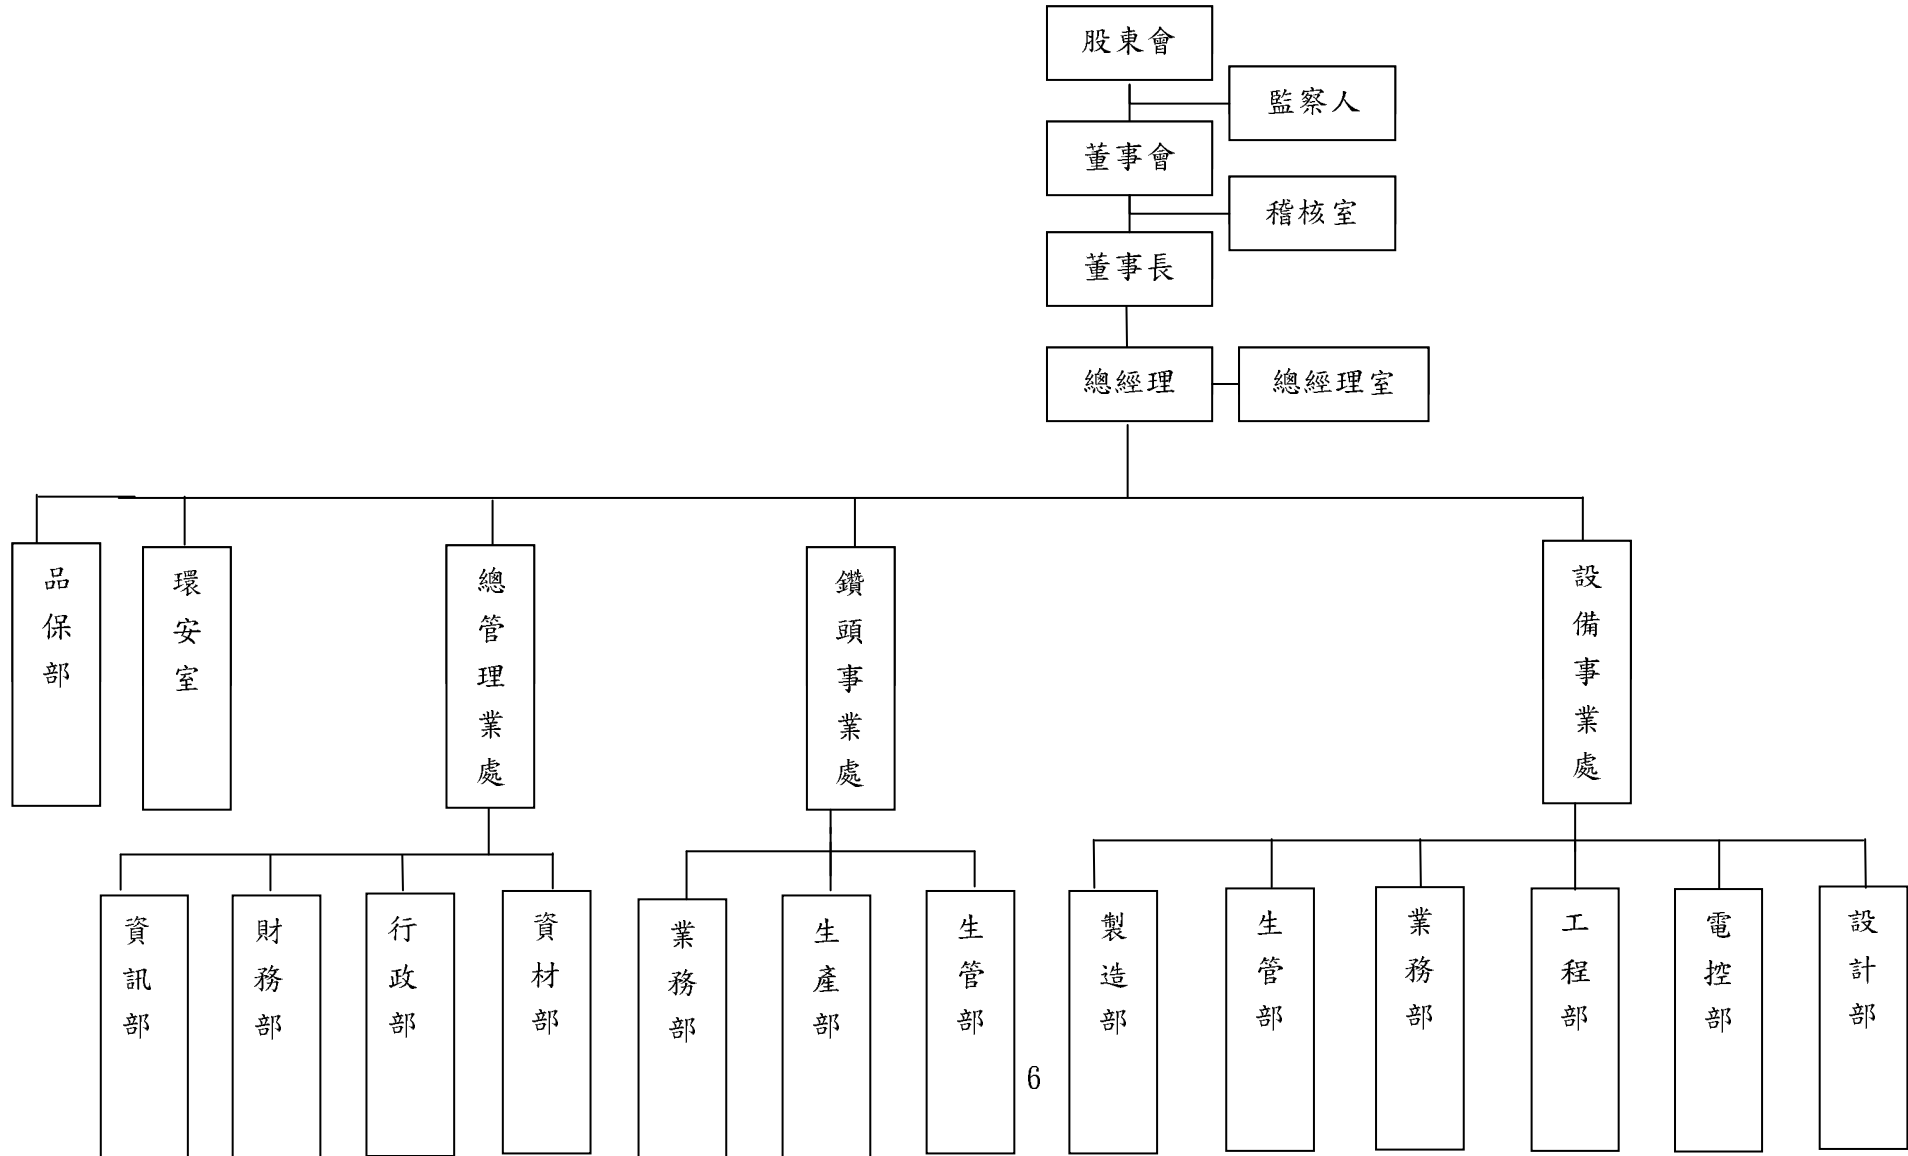 股東會
監察人
董事會
稽核室
董事長
總經理
總經理室
品保部
環安室
總管理業處
鑽頭事業處
設備事業處
資訊部
財務部
行政部
資材部
業務部
生產部
生管部
製造部
生管部
業務部
工程部
電控部
設計部
6